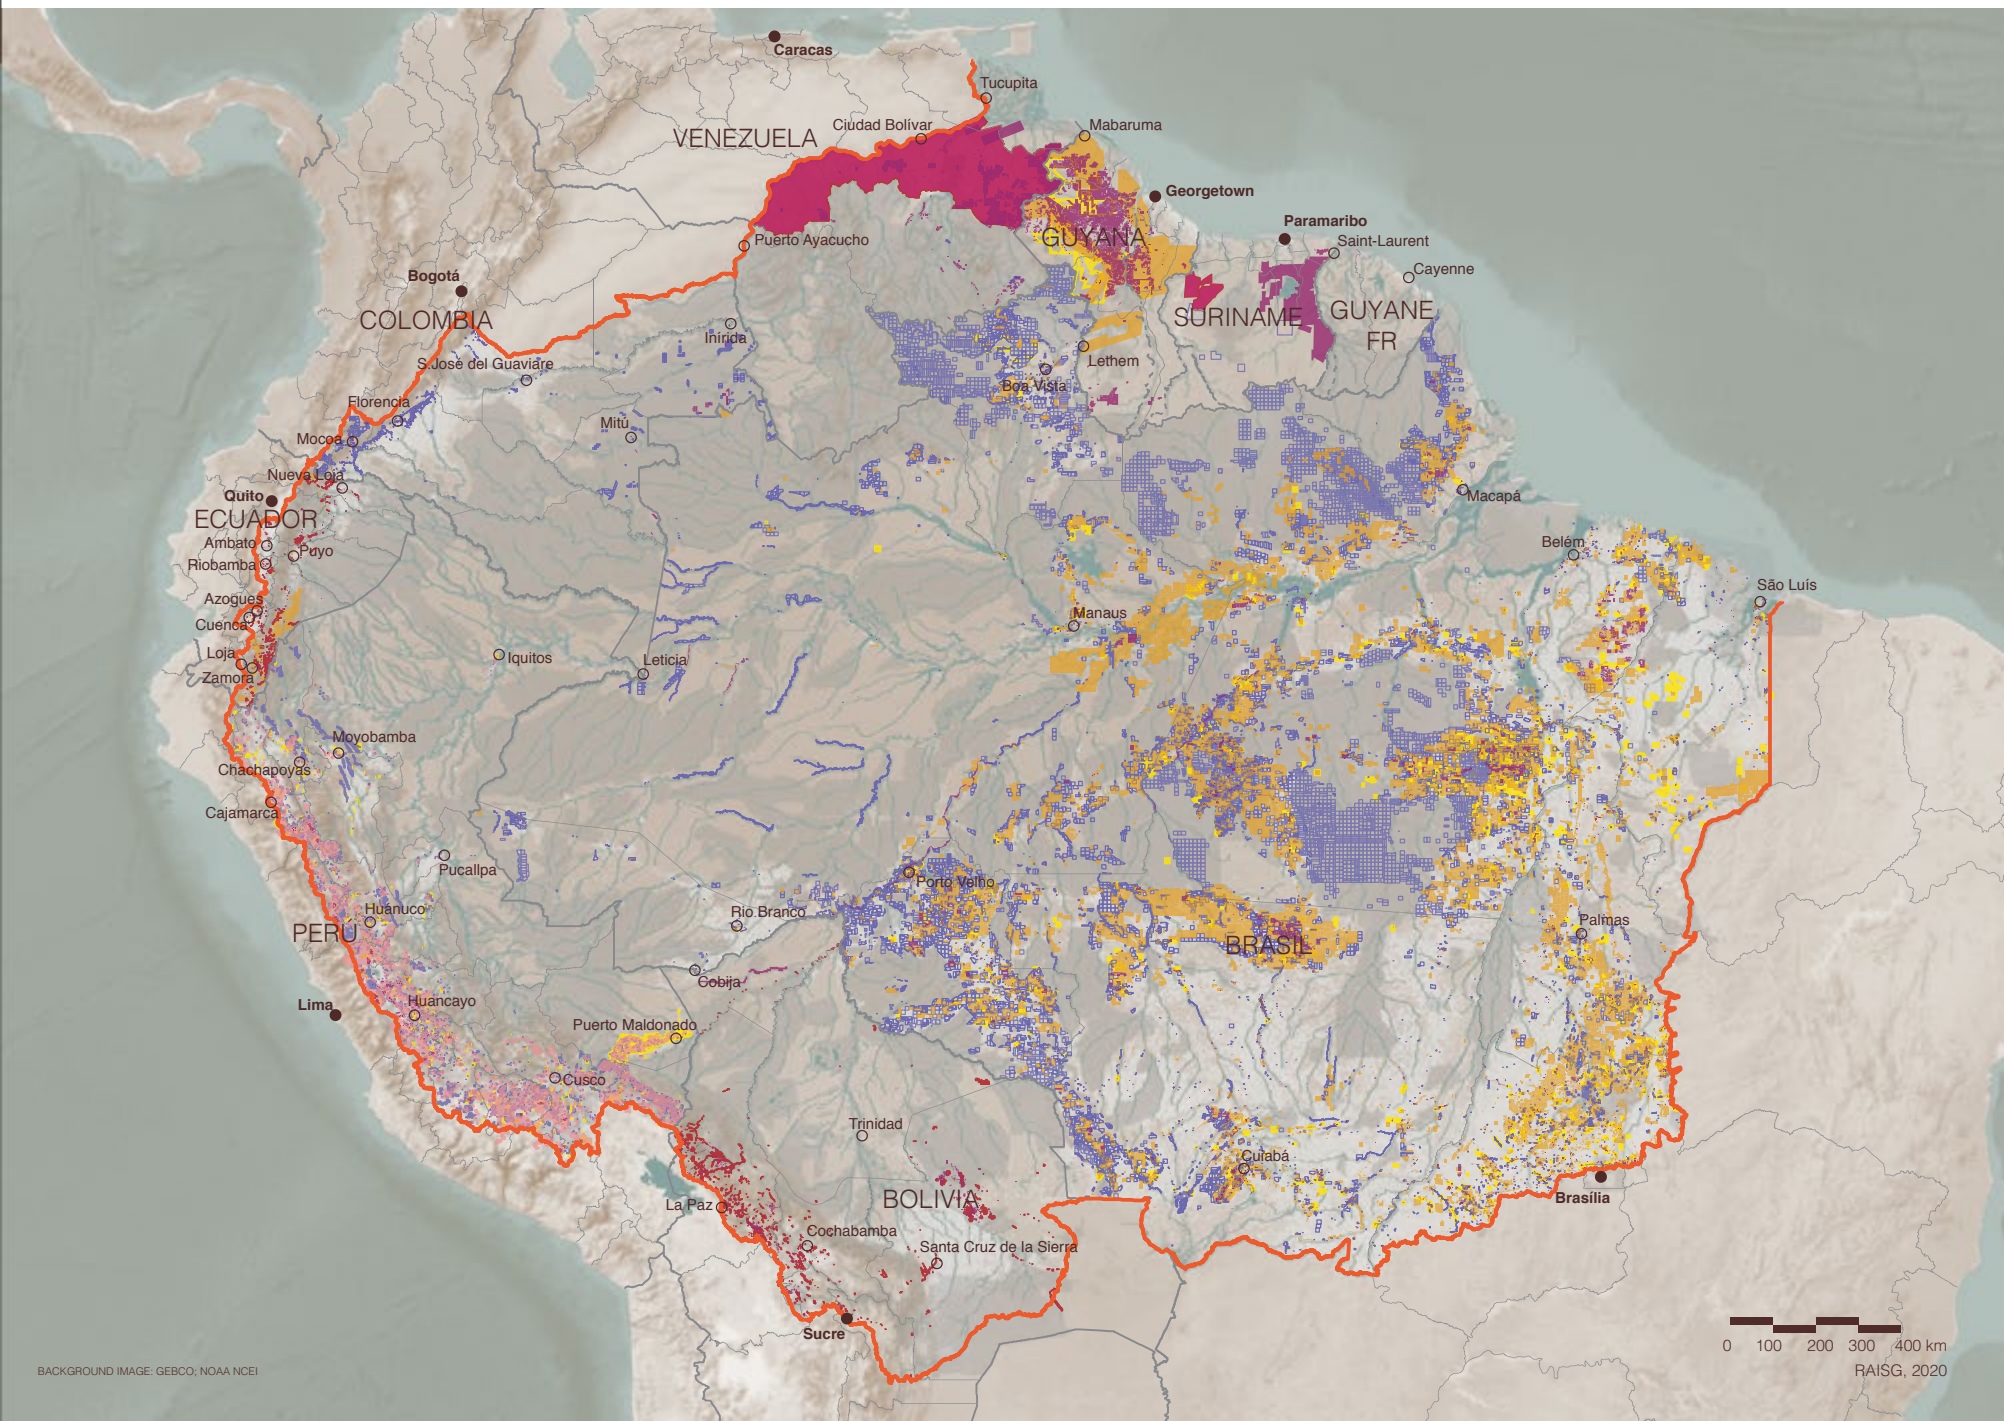 Caracas
Tucupita
Ciudad Bolívar
Mabaruma
VENEZUELA
Georgetown
Paramaribo
Puerto Ayacucho
GUYANA
Saint-Laurent
Cayenne
Bogotá
COLOMBIA
SURINAME
GUYANE
FR
Inírida
Lethem
S.José del Guaviare
Boa Vista
Florencia
Mitú
Mocoa
Nueva Loja
Quito
Macapá
ECUADOR
Ambato
Puyo
Belém
Riobamba
São Luís
Azogues
Cuenca
Manaus
Loja
Iquitos
Leticia
Zamora
Moyobamba
Chachapoyas
Cajamarca
Pucallpa
Porto Velho
Huánuco
Rio Branco
PERÚ
Palmas
BRASIL
Cobija
Lima
Huancayo
Puerto Maldonado
Cusco
Trinidad
Cuiabá
BOLIVIA
La Paz
Brasília
Cochabamba
Santa Cruz de la Sierra
Sucre
0 100 200 300 400 km
BACKGROUND IMAGE: GEBCO; NOAA NCEI
RAISG, 2020